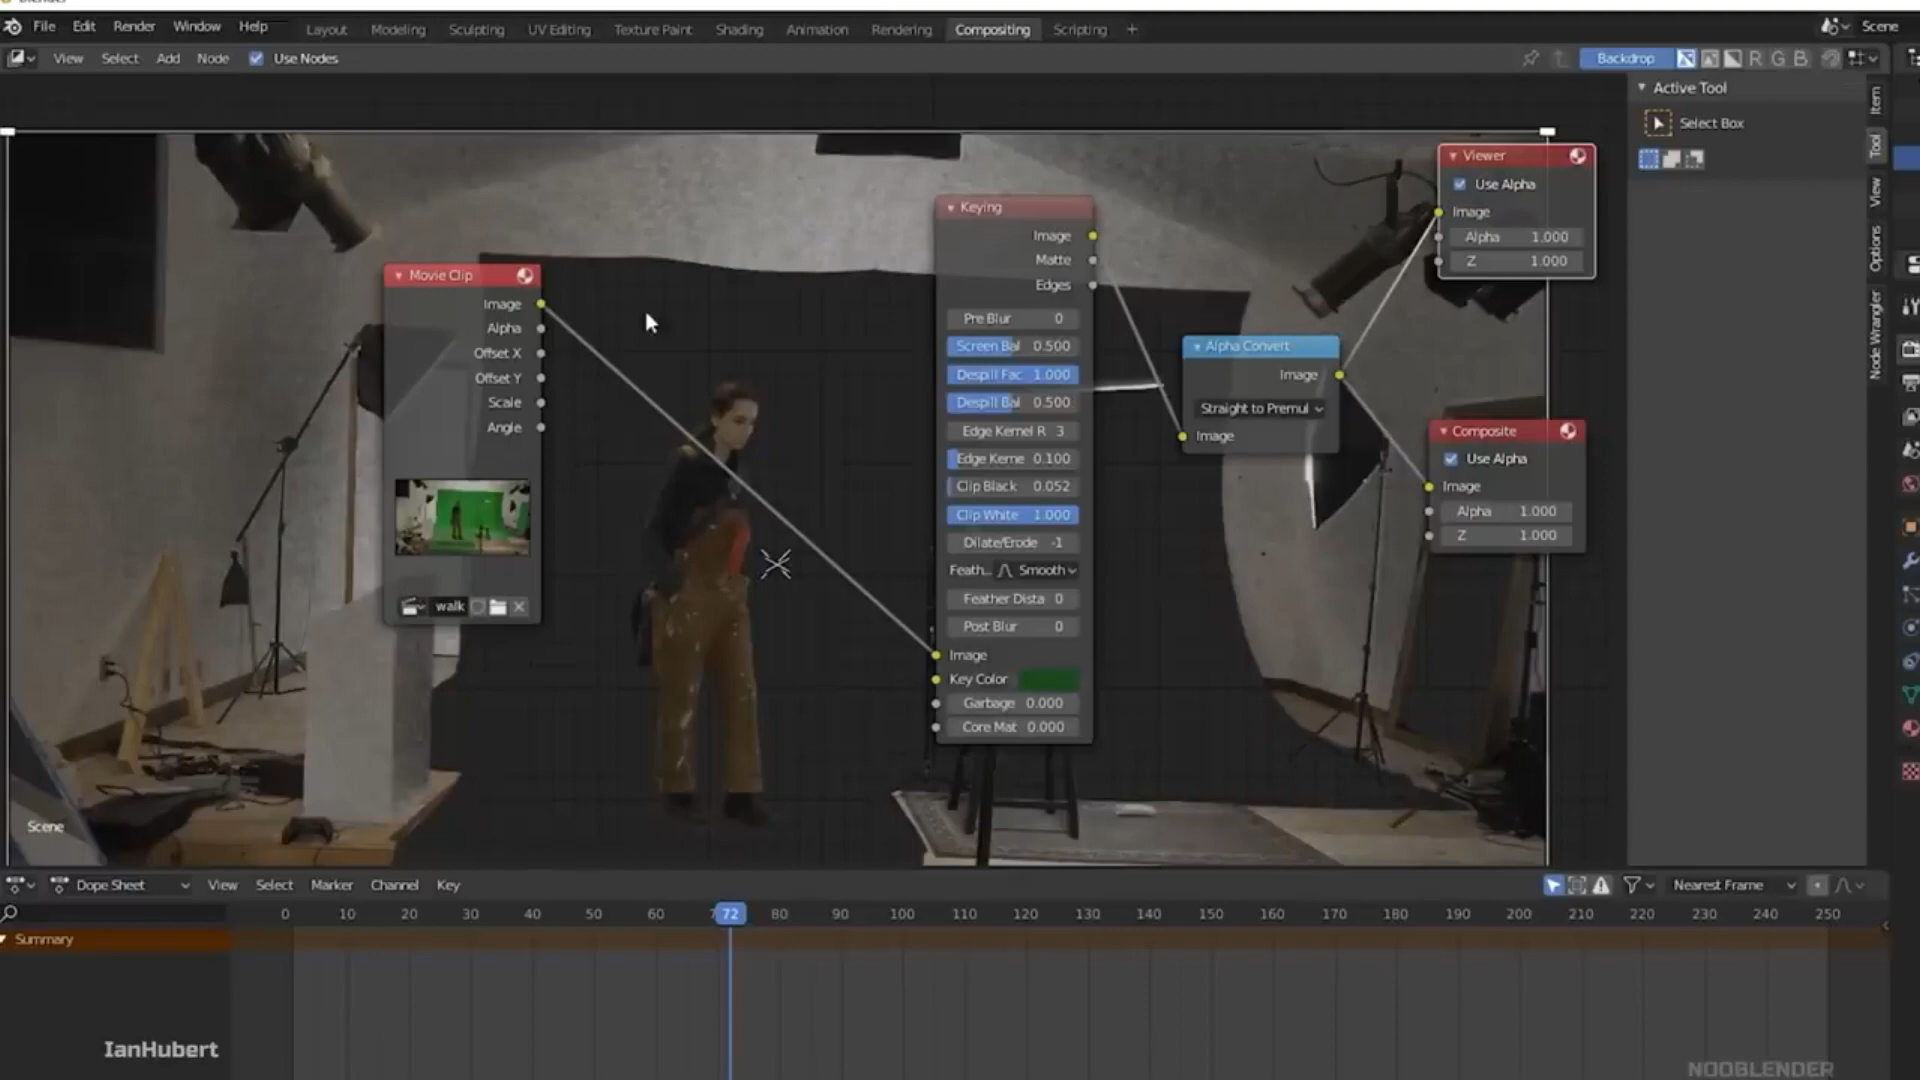 Blender
File Edit Render Window Help Layout Modeling Sculpting UV Editing Texture Paint Shading Animation Rendering Compositing Scripting + Scene
View Select Add Node Use Nodes Backdrop R G B
Active Tool
Select Box
Item
Tool
View
Options
Node Wrangler
Movie Clip
Image
Alpha
Offset X
Offset Y
Scale
Angle
walk
Keying
Image
Matte
Edges
Pre Blur 0
Screen Bal 0.500
Despill Fac 1.000
Despill Bal 0.500
Edge Kernel R 3
Edge Kerne 0.100
Clip Black 0.052
Clip White 1.000
Dilate/Erode -1
Feath.. Smooth
Feather Dista 0
Post Blur 0
Image
Key Color
Garbage 0.000
Core Mat 0.000
Alpha Convert
Image
Straight to Premul
Image
Viewer
Use Alpha
Image
Alpha 1.000
Z 1.000
Composite
Use Alpha
Image
Alpha 1.000
Z 1.000
Scene
Dope Sheet View Select Marker Channel Key Nearest Frame
0 10 20 30 40 50 60 72 80 90 100 110 120 130 140 150 160 170 180 190 200 210 220 230 240 250
Summary
IanHubert
NOOBLENDER